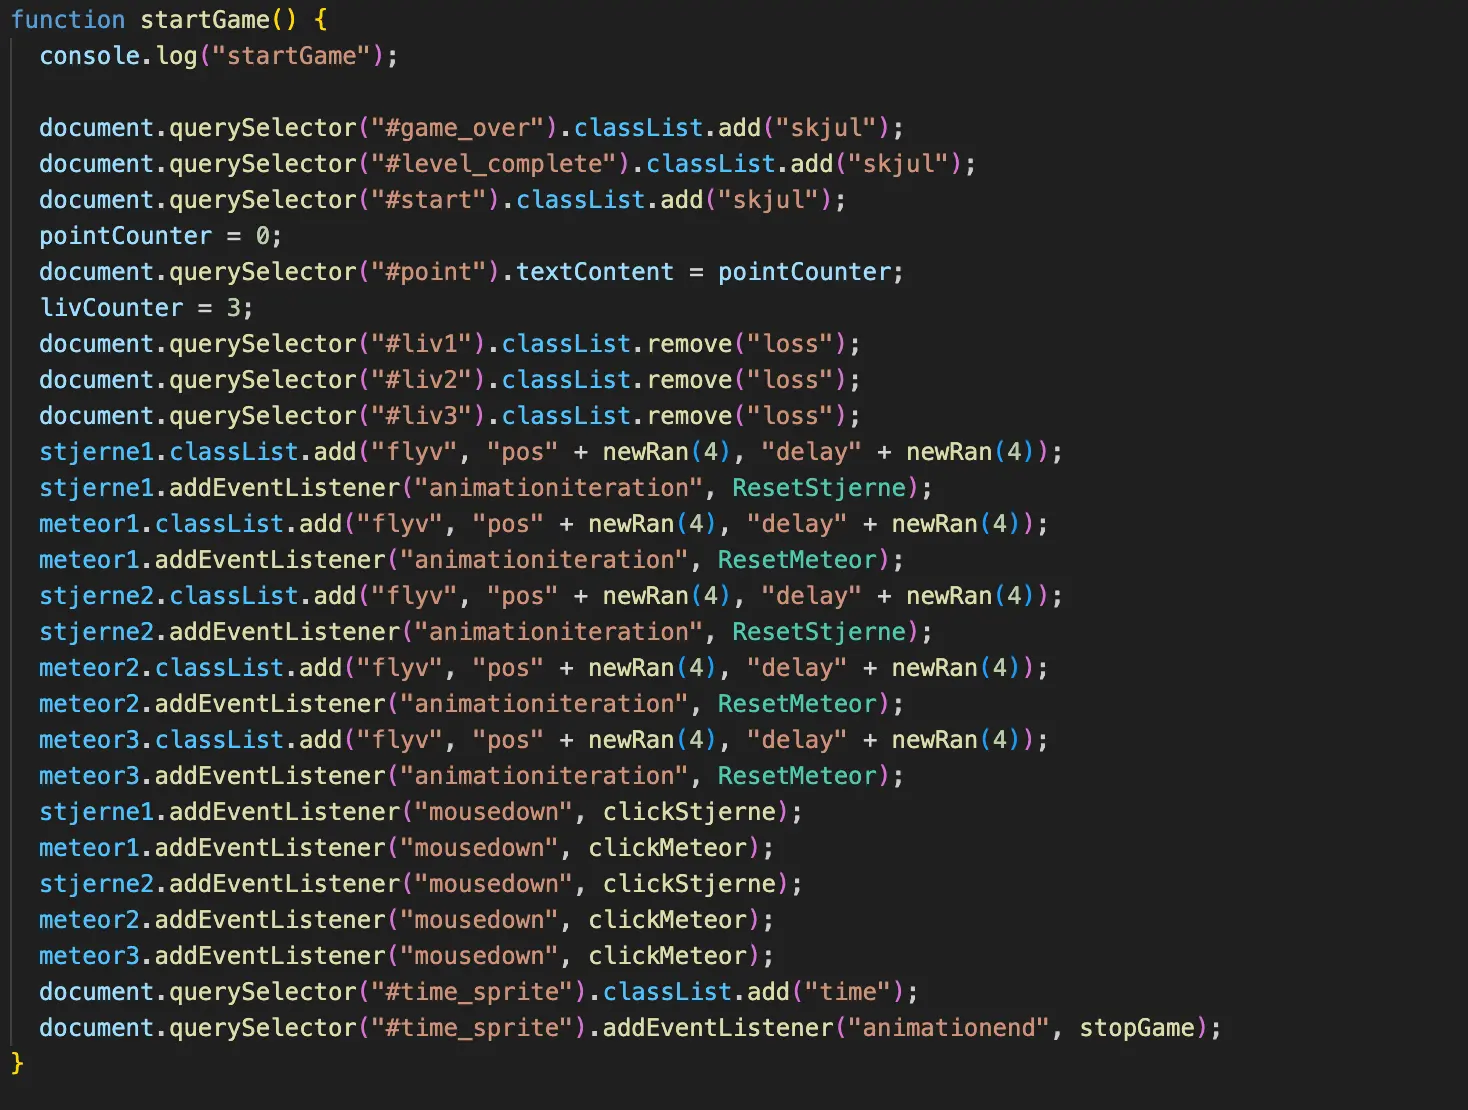 function startGame() {
  console.log("startGame");

  document.querySelector("#game_over").classList.add("skjul");
  document.querySelector("#level_complete").classList.add("skjul");
  document.querySelector("#start").classList.add("skjul");
  pointCounter = 0;
  document.querySelector("#point").textContent = pointCounter;
  livCounter = 3;
  document.querySelector("#liv1").classList.remove("loss");
  document.querySelector("#liv2").classList.remove("loss");
  document.querySelector("#liv3").classList.remove("loss");
  stjerne1.classList.add("flyv", "pos" + newRan(4), "delay" + newRan(4));
  stjerne1.addEventListener("animationiteration", ResetStjerne);
  meteor1.classList.add("flyv", "pos" + newRan(4), "delay" + newRan(4));
  meteor1.addEventListener("animationiteration", ResetMeteor);
  stjerne2.classList.add("flyv", "pos" + newRan(4), "delay" + newRan(4));
  stjerne2.addEventListener("animationiteration", ResetStjerne);
  meteor2.classList.add("flyv", "pos" + newRan(4), "delay" + newRan(4));
  meteor2.addEventListener("animationiteration", ResetMeteor);
  meteor3.classList.add("flyv", "pos" + newRan(4), "delay" + newRan(4));
  meteor3.addEventListener("animationiteration", ResetMeteor);
  stjerne1.addEventListener("mousedown", clickStjerne);
  meteor1.addEventListener("mousedown", clickMeteor);
  stjerne2.addEventListener("mousedown", clickStjerne);
  meteor2.addEventListener("mousedown", clickMeteor);
  meteor3.addEventListener("mousedown", clickMeteor);
  document.querySelector("#time_sprite").classList.add("time");
  document.querySelector("#time_sprite").addEventListener("animationend", stopGame);
}